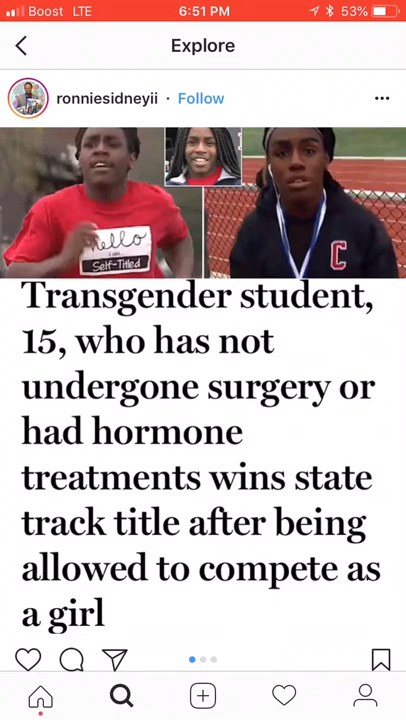 Boost LTE 6:51 PM 53%
Explore
ronniesidneyii · Follow
hello
I am
Self-Titled
C
Transgender student,
15, who has not
undergone surgery or
had hormone
treatments wins state
track title after being
allowed to compete as
a girl